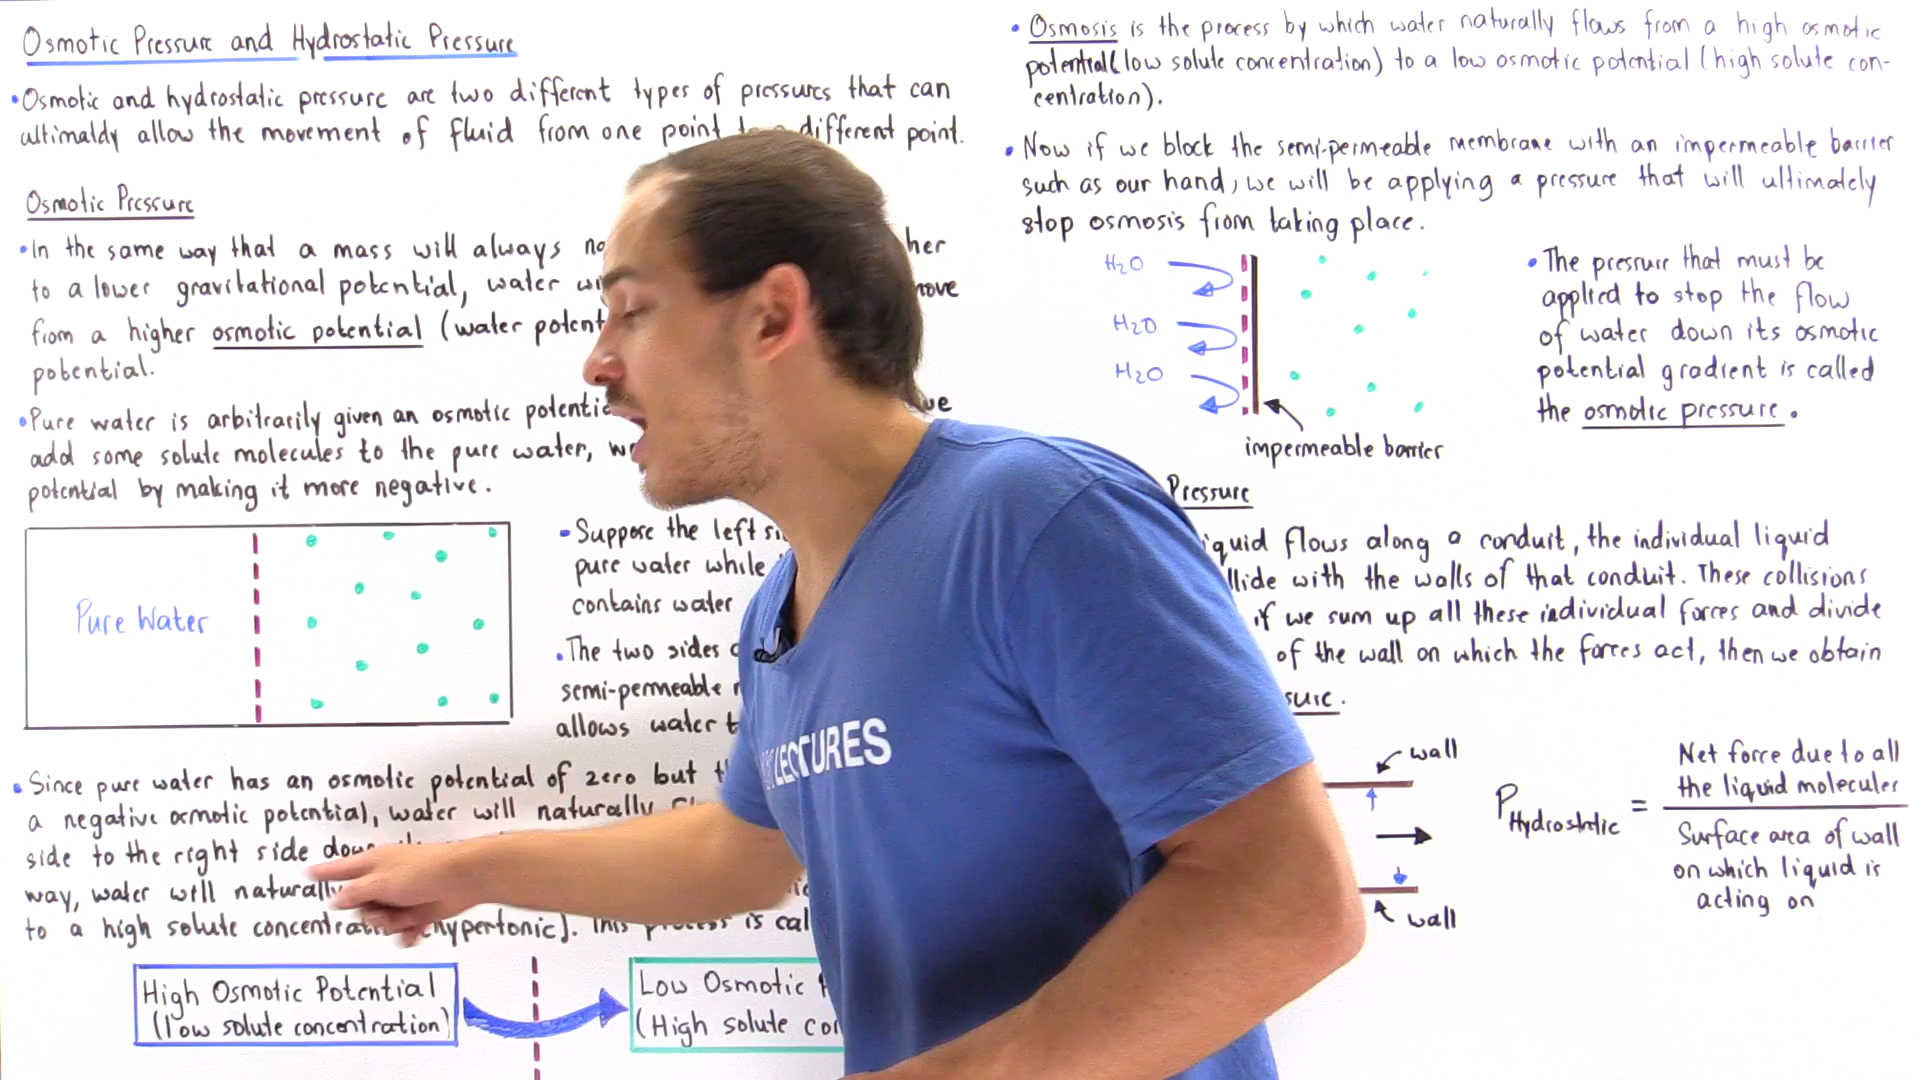 Osmotic Pressure and Hydrostatic Pressure
•Osmotic and hydrostatic pressure are two different types of pressures that can
ultimately allow the movement of fluid from one point different point.
Osmotic Pressure
•In the same way that a mass will always
to a lower gravitational potential, water
from a higher osmotic potential (water
potential.
•Pure water is arbitrarily given an osmotic
add some solute molecules to the pure water,
potential by making it more negative.
Pure Water
•Suppose the left
pure water while
contains water
•The two sides
semi-permeable
allows water
•Since pure water has an osmotic potential of zero but
a negative osmotic potential, water will naturally
side to the right side
way, water will naturally
to a high solute hypertonic). This is
High Osmotic Potential
(low solute concentration)
Low Osmotic
(High solute
•Osmosis is the process by which water naturally flows from a high osmotic
potential (low solute concentration) to a low osmotic potential (high solute con-
centration).
•Now if we block the semi-permeable membrane with an impermeable barrier
such as our hand, we will be applying a pressure that will ultimately
stop osmosis from taking place.
H2O
H2O
H2O
impermeable barrier
•The pressure that must be
applied to stop the flow
of water down its osmotic
potential gradient is called
the osmotic pressure.
Pressure
flows along a conduit, the individual liquid
with the walls of that conduit. These collisions
if we sum up all these individual forces and divide
of the wall on which the forces act, then we obtain
wall
wall
PHydrostatic =
Net force due to all
the liquid molecules
Surface area of wall
on which liquid is
acting on
LECTURES